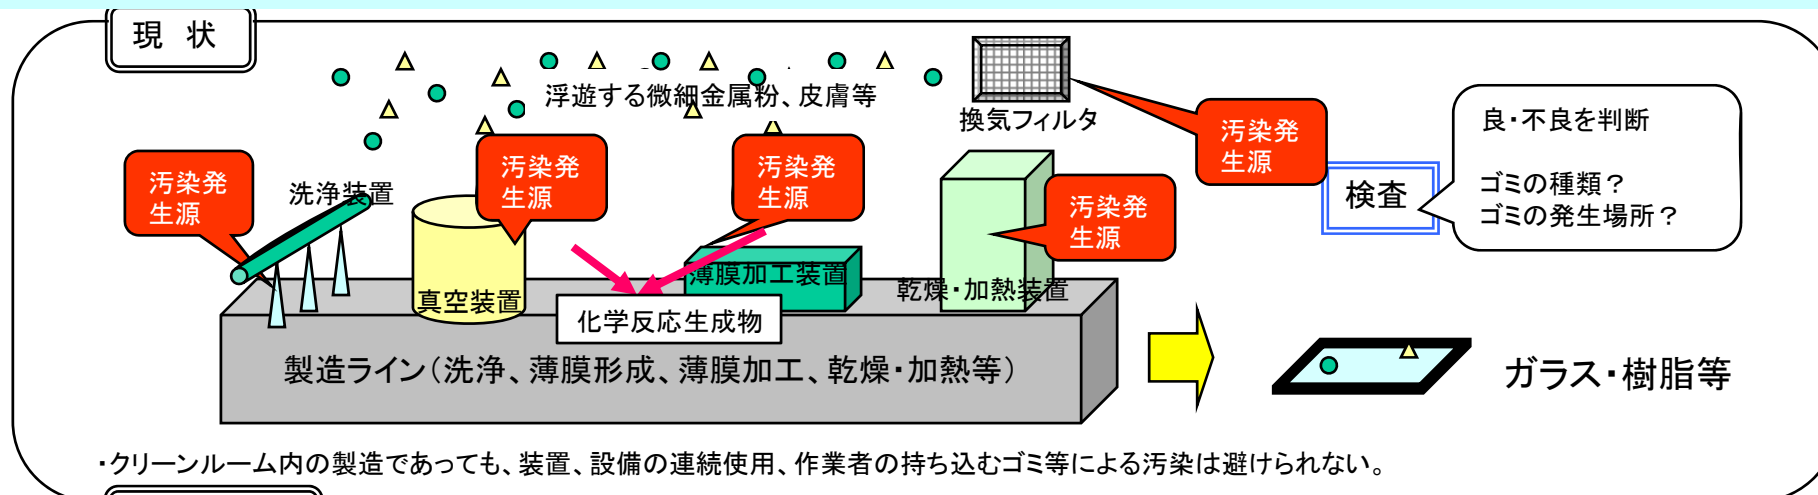 現 状
浮遊する微細金属粉、皮膚等
換気フィルタ
汚染発
生源
良・不良を判断
ゴミの種類？
ゴミの発生場所？
検査
汚染発
生源
洗浄装置
汚染発
生源
汚染発
生源
汚染発
生源
真空装置
薄膜加工装置
乾燥・加熱装置
化学反応生成物
製造ライン（洗浄、薄膜形成、薄膜加工、乾燥・加熱等）
ガラス・樹脂等
・クリーンルーム内の製造であっても、装置、設備の連続使用、作業者の持ち込むゴミ等による汚染は避けられない。